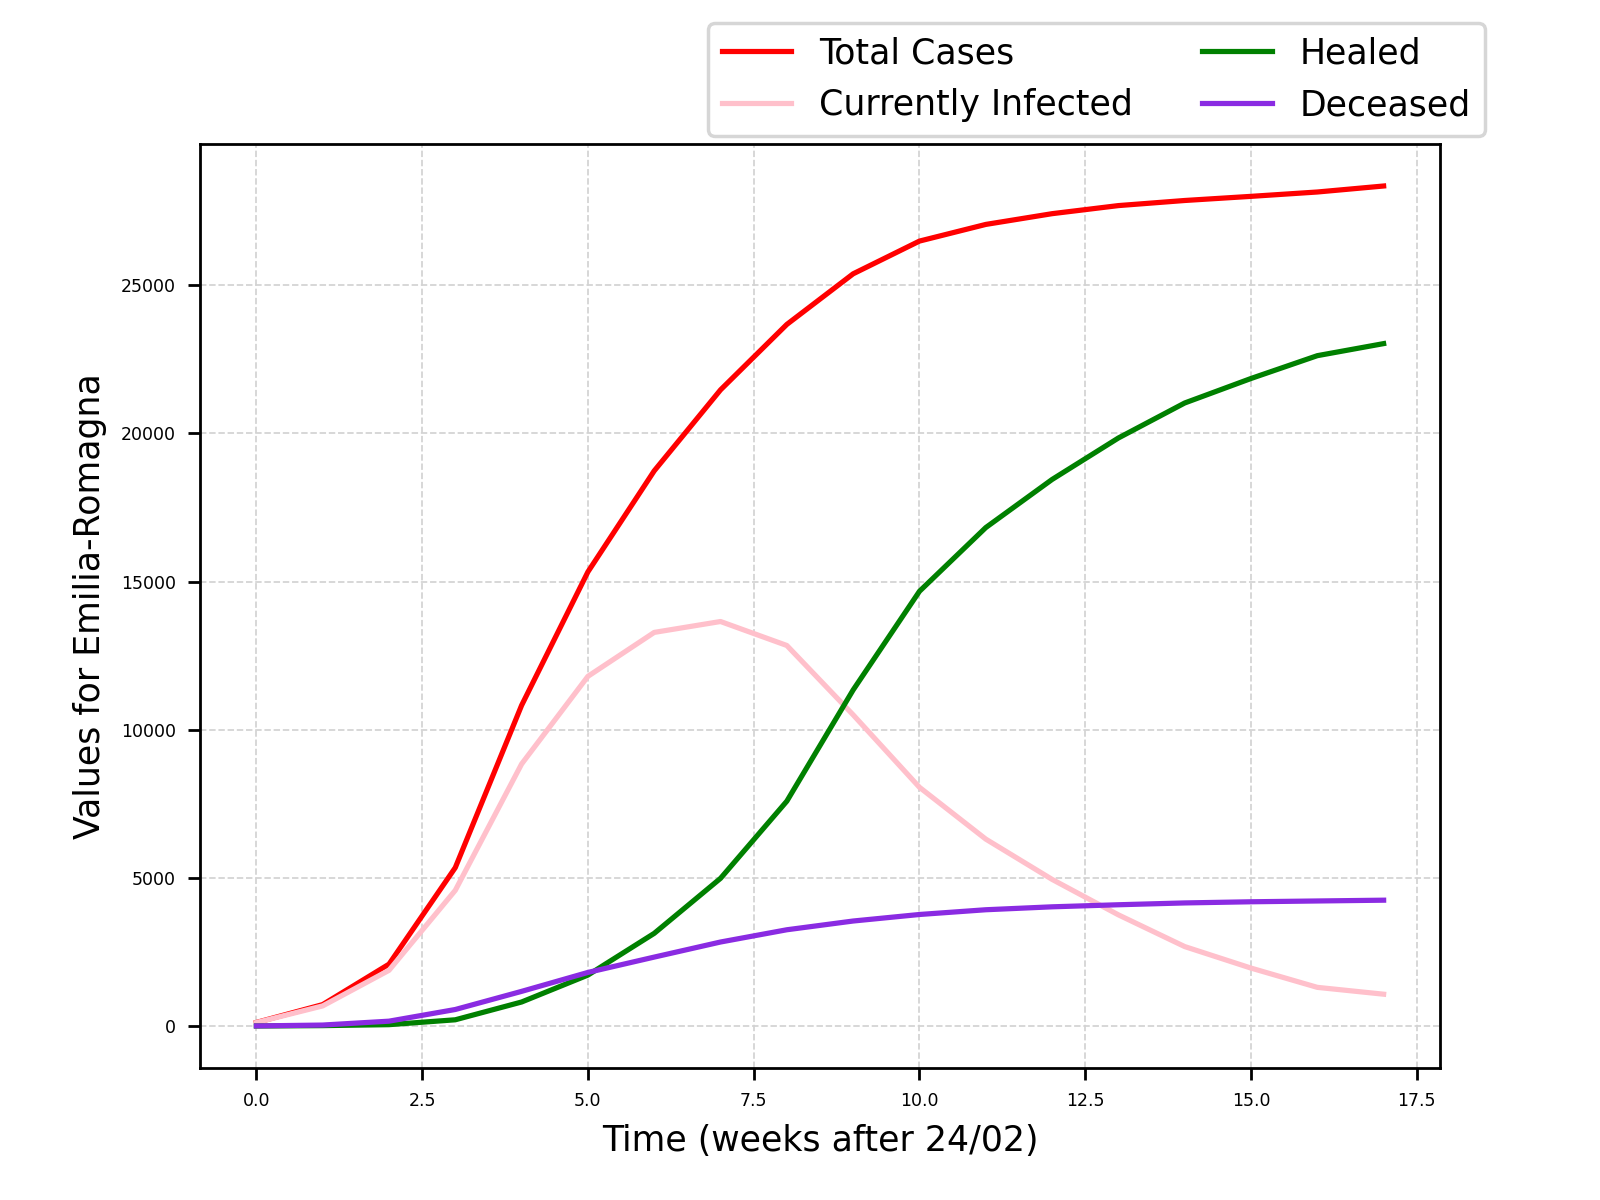 Total Cases
Currently Infected
Healed
Deceased
Values for Emilia-Romagna
25000
20000
15000
10000
5000
0
0.0 2.5 5.0 7.5 10.0 12.5 15.0 17.5
Time (weeks after 24/02)